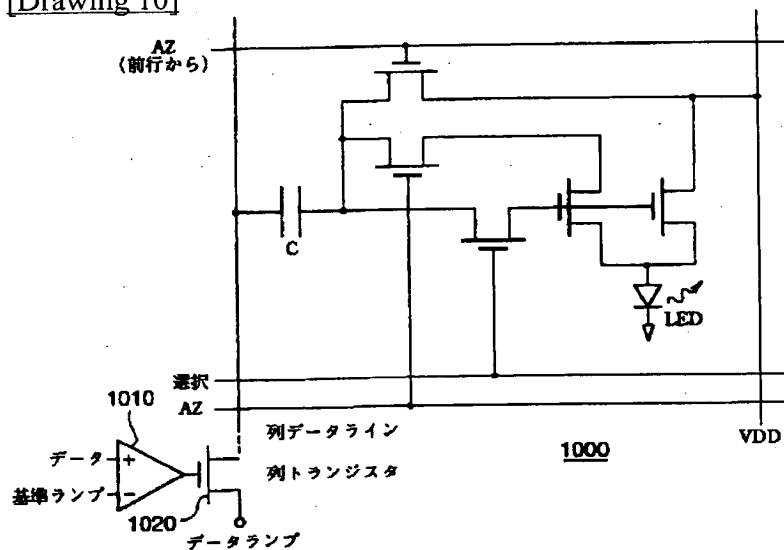 [Drawing 10]
AZ
(前行から)
C
LED
選択
AZ
VDD
1010
列データライン
1000
データ
+
列トランジスタ
基準ランプ
−
1020
データランプ